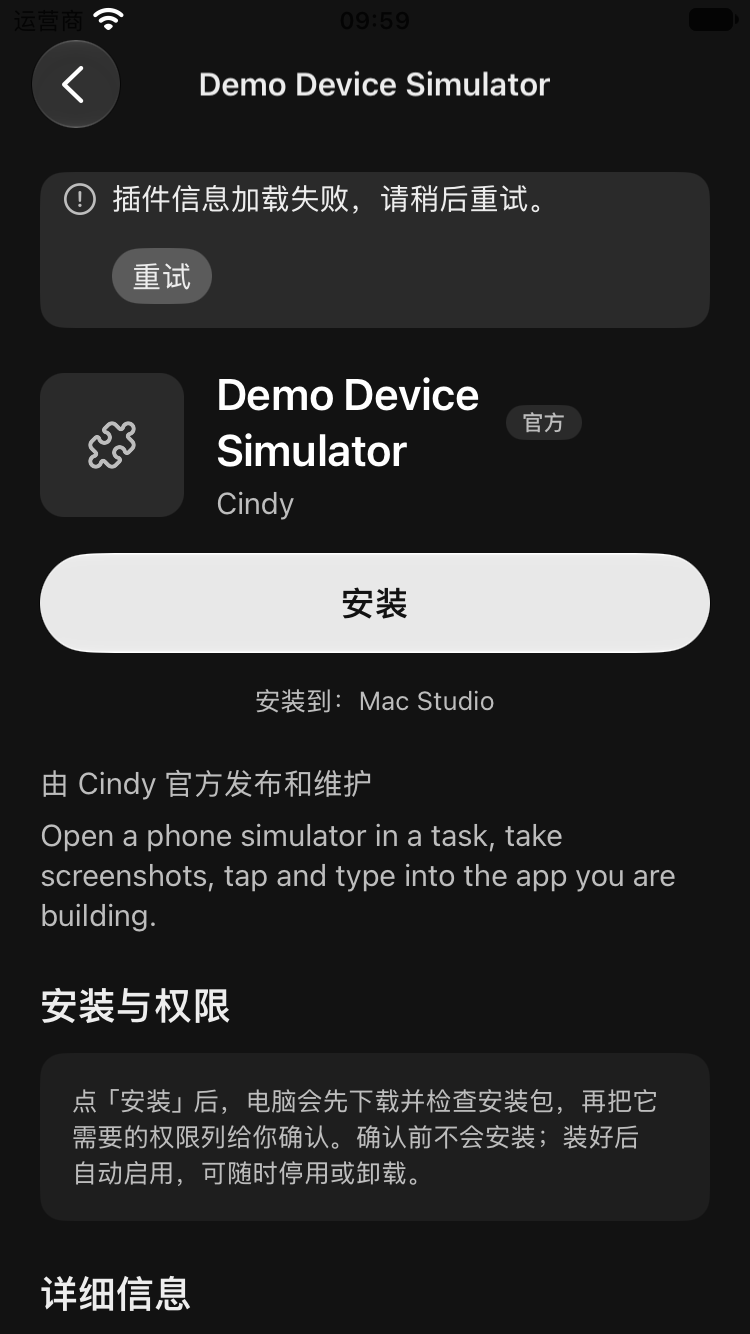 运营商
09:59
Demo Device Simulator
插件信息加载失败，请稍后重试。
重试
Demo Device
Simulator
官方
Cindy
安装
安装到：Mac Studio
由 Cindy 官方发布和维护
Open a phone simulator in a task, take
screenshots, tap and type into the app you are
building.
安装与权限
点「安装」后，电脑会先下载并检查安装包，再把它
需要的权限列给你确认。确认前不会安装；装好后
自动启用，可随时停用或卸载。
详细信息